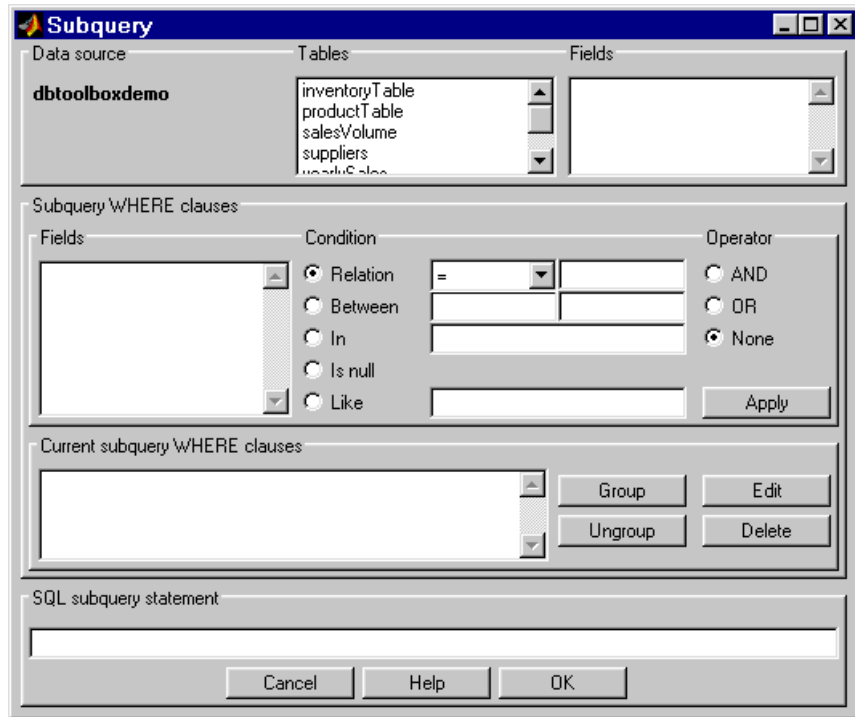 Subquery
Data source
Tables
Fields
dbtoolboxdemo
inventoryTable
productTable
salesVolume
suppliers
Subquery WHERE clauses
Fields
Condition
Operator
Relation
=
AND
Between
OR
In
None
Is null
Like
Apply
Current subquery WHERE clauses
Group
Edit
Ungroup
Delete
SQL subquery statement
Cancel
Help
OK